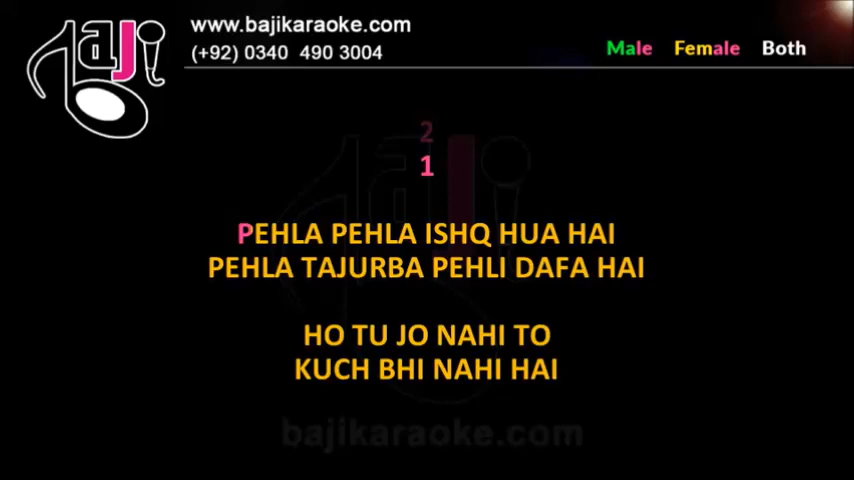 baji
www.bajikaraoke.com
(+92) 0340 490 3004
Male Female Both
2
1
PEHLA PEHLA ISHQ HUA HAI
PEHLA TAJURBA PEHLI DAFA HAI
HO TU JO NAHI TO
KUCH BHI NAHI HAI
bajikaraoke.com